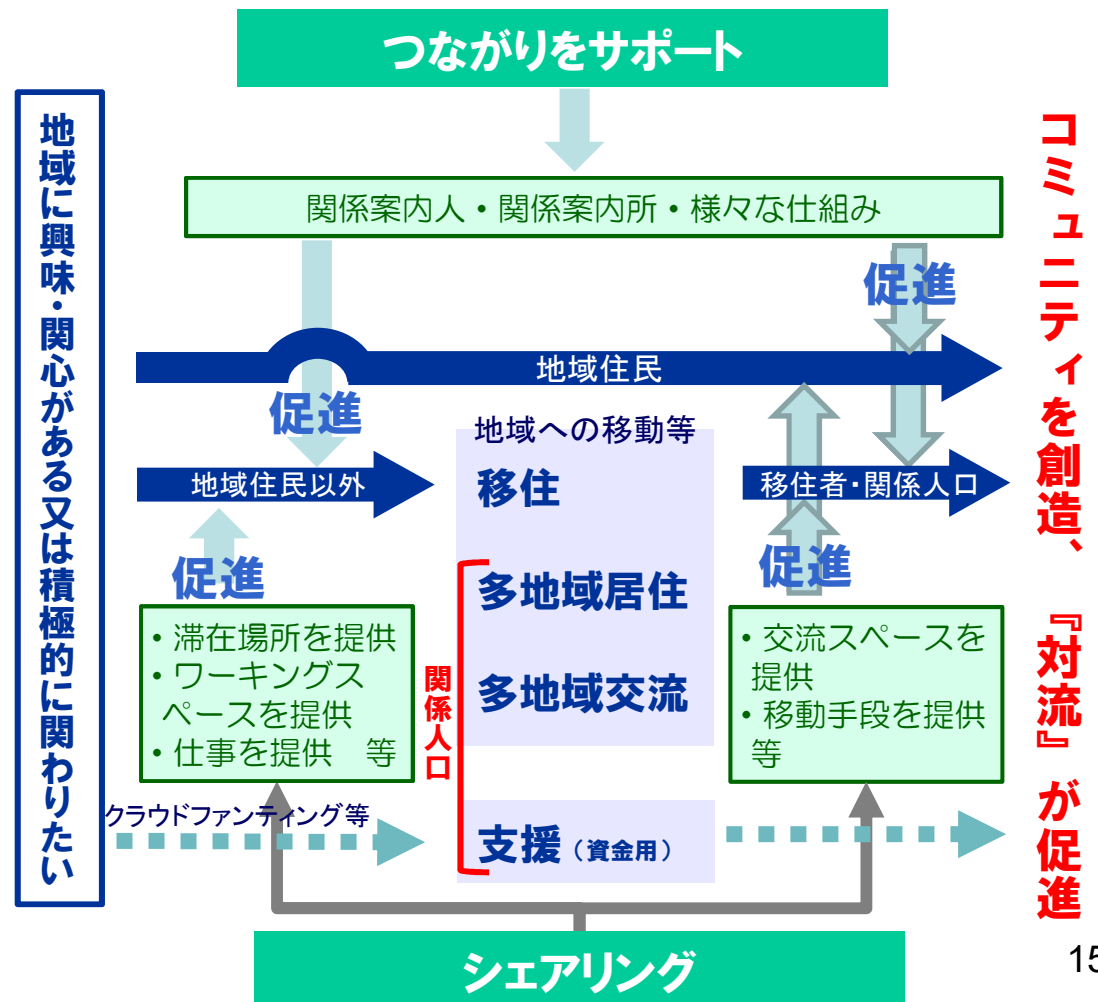 つながりをサポート
地域に興味・関心がある又は積極的に関わりたい
関係案内人・関係案内所・様々な仕組み
促進
地域住民
促進
地域への移動等
地域住民以外
移住
移住者・関係人口
促進
促進
多地域居住
・滞在場所を提供
・ワーキングス
ペースを提供
・仕事を提供　等
関係人口
多地域交流
・交流スペースを
提供
・移動手段を提供
等
クラウドファンティング等
支援（資金用）
シェアリング
コミュニティを創造、『対流』が促進
15